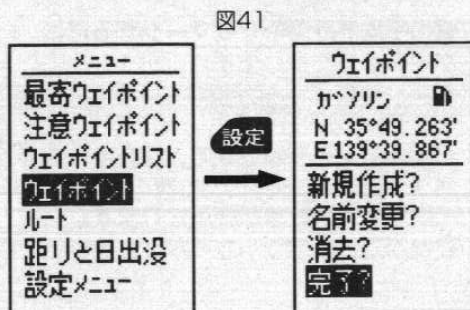 図41
メニュー
最寄ウェイポイント
注意ウェイポイント
ウェイポイントリスト
ウェイポイント
ルート
距リと日出没
設定メニュー
設定
ウェイポイント
ガソリン
N 35°49.263'
E 139°39.867'
新規作成?
名前変更?
消去?
完了?